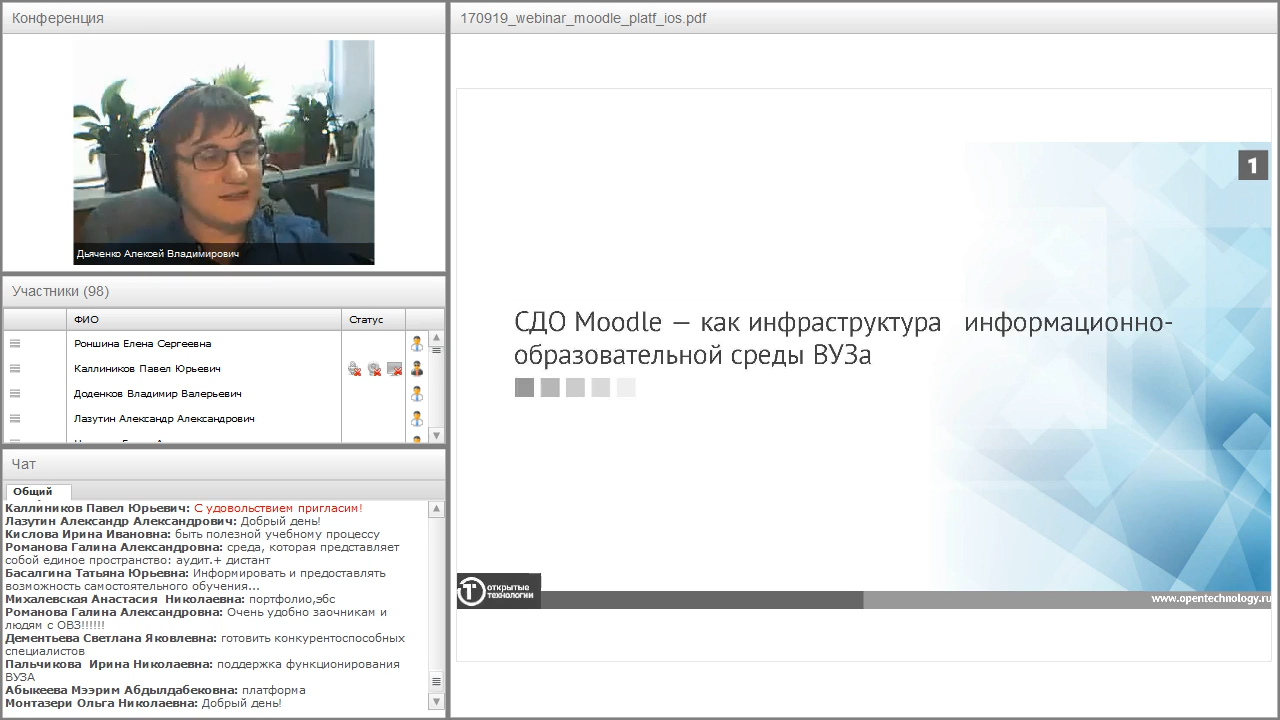 Конференция
Дьяченко Алексей Владимирович
Участники (98)
ФИО
Статус
Роншина Елена Сергеевна
Каллиников Павел Юрьевич
Доденков Владимир Валерьевич
Лазутин Александр Александрович
Чат
Общий
Каллиников Павел Юрьевич: С удовольствием пригласим!
Лазутин Александр Александрович: Добрый день!
Кислова Ирина Ивановна: быть полезной учебному процессу
Романова Галина Александровна: среда, которая представляет
собой единое пространство: аудит.+ дистант
Басалгина Татьяна Юрьевна: Информировать и предоставлять
возможность самостоятельного обучения...
Михалевская Анастасия Николаевна: портфолио,эбс
Романова Галина Александровна: Очень удобно заочникам и
людям с ОВЗ!!!!!!
Дементьева Светлана Яковлевна: готовить конкурентоспособных
специалистов
Пальчикова Ирина Николаевна: поддержка функционирования
ВУЗА
Абыкеева Мээрим Абдылдабековна: платформа
Монтазери Ольга Николаевна: Добрый день!
170919_webinar_moodle_platf_ios.pdf
1
СДО Moodle — как инфраструктура информационно-
образовательной среды ВУЗа
ОТКРЫТЫЕ
ТЕХНОЛОГИИ
www.opentechnology.ru